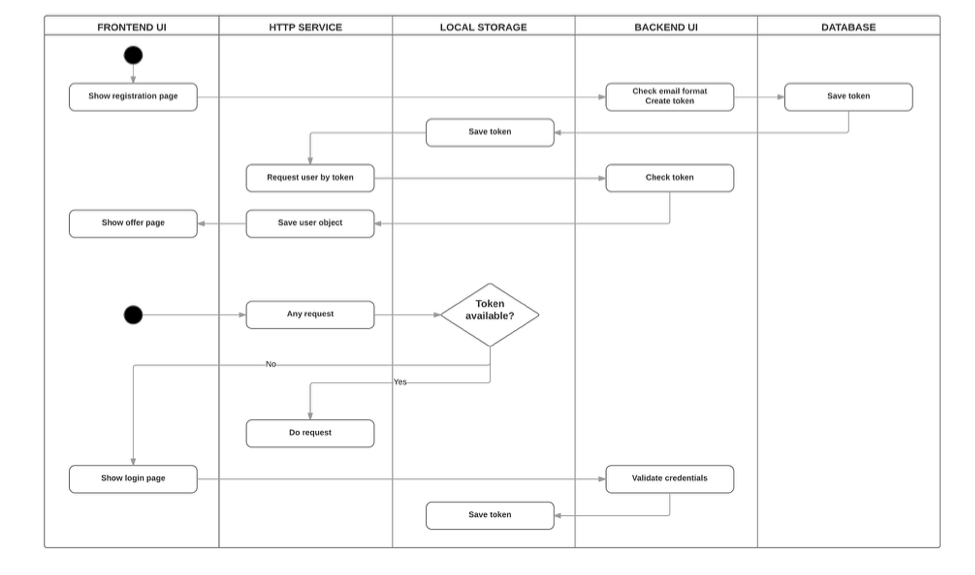 FRONTEND UI
HTTP SERVICE
LOCAL STORAGE
BACKEND UI
DATABASE
Show registration page
Check email format
Create token
Save token
Save token
Request user by token
Check token
Show offer page
Save user object
Any request
Token
available?
No
Yes
Do request
Show login page
Validate credentials
Save token